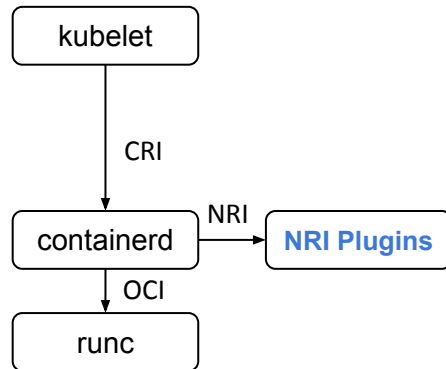 kubelet
CRI
NRI
containerd
NRI Plugins
OCI
runc